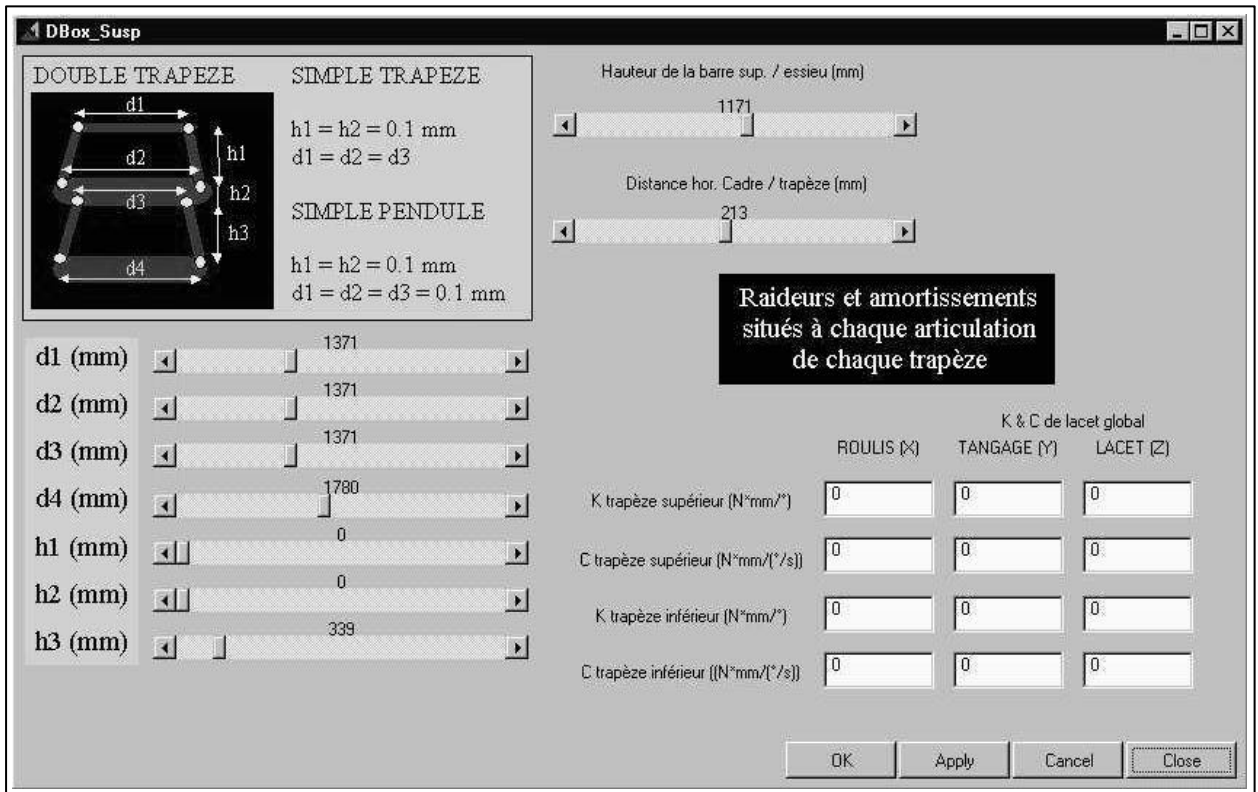 DBox_Susp
DOUBLE TRAPEZE
d1
d2
d3
d4
h1
h2
h3
SIMPLE TRAPEZE
h1 = h2 = 0.1 mm
d1 = d2 = d3
SIMPLE PENDULE
h1 = h2 = 0.1 mm
d1 = d2 = d3 = 0.1 mm
Hauteur de la barre sup. / essieu (mm)
1171
Distance hor. Cadre / trapèze (mm)
213
Raideurs et amortissements
situés à chaque articulation
de chaque trapèze
d1 (mm) 1371
d2 (mm) 1371
d3 (mm) 1371
d4 (mm) 1780
h1 (mm) 0
h2 (mm) 0
h3 (mm) 339
K & C de lacet global
ROULIS (X) TANGAGE (Y) LACET (Z)
K trapèze supérieur (N*mm/°) 0 0 0
C trapèze supérieur (N*mm/(°/s)) 0 0 0
K trapèze inférieur (N*mm/°) 0 0 0
C trapèze inférieur ((N*mm/(°/s)) 0 0 0
OK Apply Cancel Close